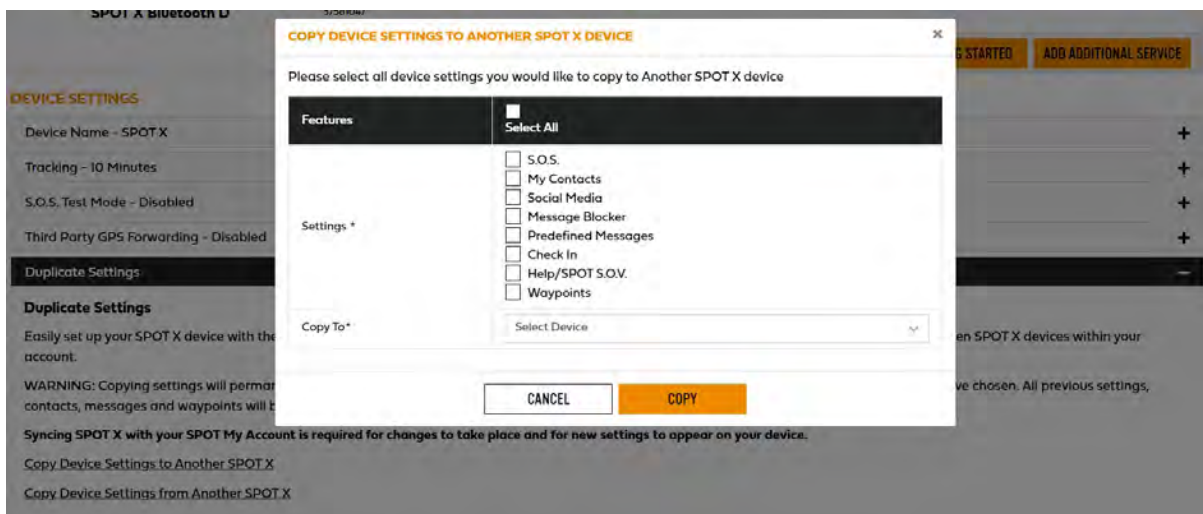 SPOT X Bluetooth D
COPY DEVICE SETTINGS TO ANOTHER SPOT X DEVICE
×
STARTED
ADD ADDITIONAL SERVICE
Please select all device settings you would like to copy to Another SPOT X device
DEVICE SETTINGS
Features
Select All
Device Name - SPOT X
+
Tracking - 10 Minutes
+
S.O.S. Test Mode - Disabled
+
Third Party GPS Forwarding - Disabled
+
Settings *
S.O.S.
My Contacts
Social Media
Message Blocker
Predefined Messages
Check In
Help/SPOT S.O.V.
Waypoints
Duplicate Settings
−
Duplicate Settings
Copy To*
Select Device
Easily set up your SPOT X device with the
en SPOT X devices within your
account.
WARNING: Copying settings will permar
ve chosen. All previous settings,
contacts, messages and waypoints will b
CANCEL
COPY
Syncing SPOT X with your SPOT My Account is required for changes to take place and for new settings to appear on your device.
Copy Device Settings to Another SPOT X
Copy Device Settings from Another SPOT X